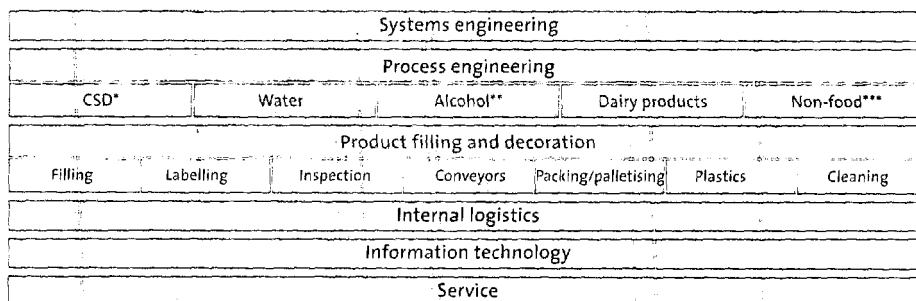 Systems engineering
Process engineering
CSD* Water Alcohol** Dairy products Non-food***
Product filling and decoration
Filling Labelling Inspection Conveyors Packing/palletising Plastics Cleaning
Internal logistics
Information technology
Service